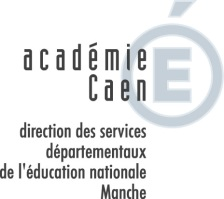 académie
Caen
É
direction des services
départementaux
de l'éducation nationale
Manche